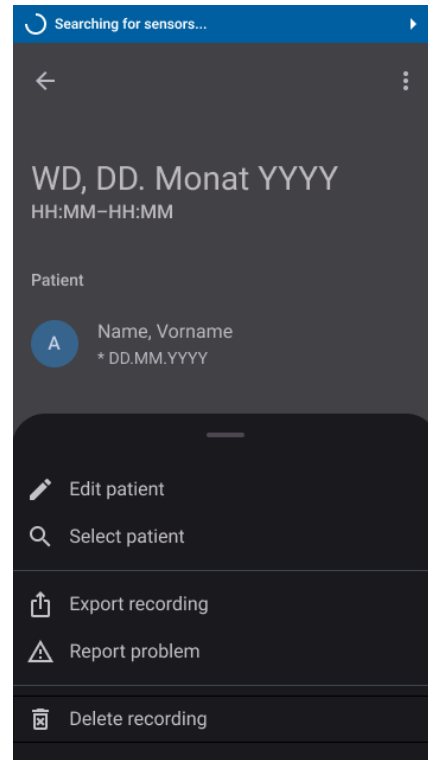 Searching for sensors...
WD, DD. Monat YYYY
HH:MM–HH:MM
Patient
A
Name, Vorname
* DD.MM.YYYY
Edit patient
Select patient
Export recording
Report problem
Delete recording